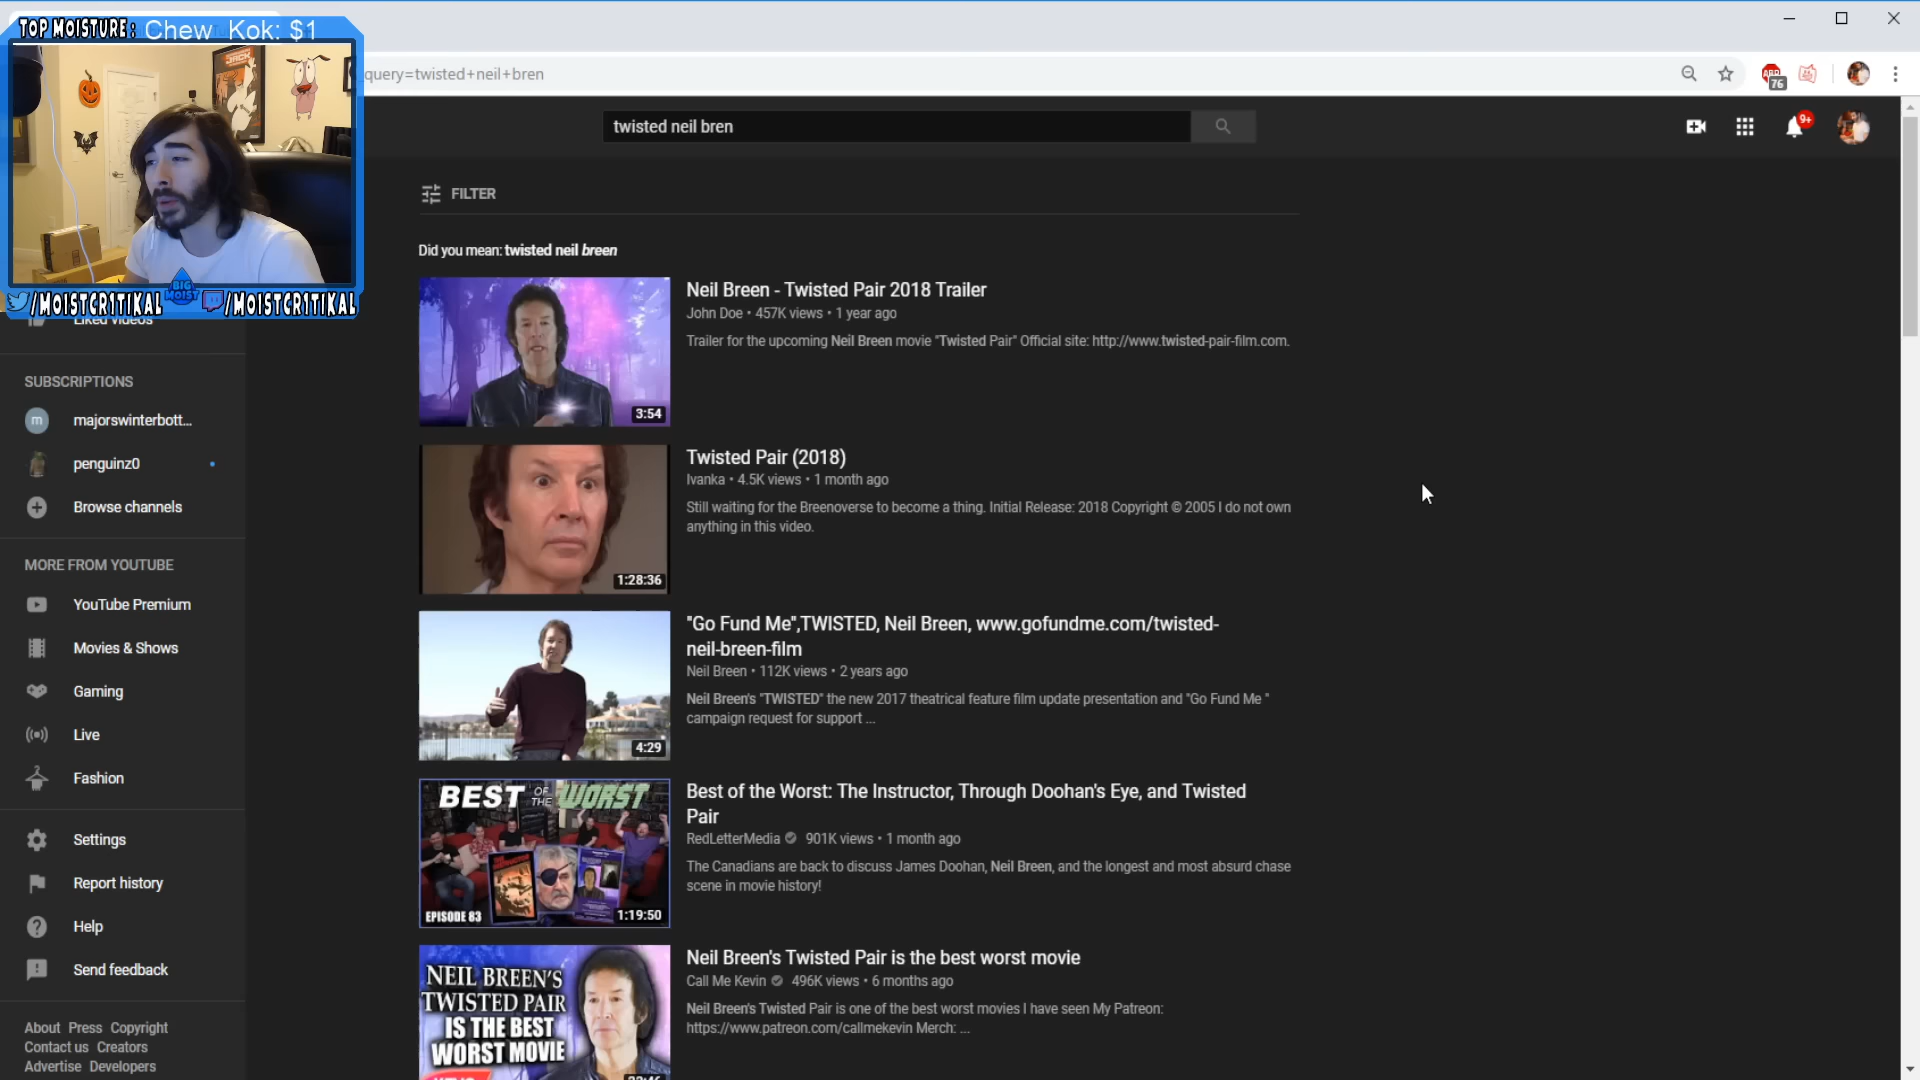 TOP MOISTURE: Chew_Kok: $1
query=twisted+neil+bren
76
twisted neil bren
9+
BIG MOIST
/MOISTCR1TIKAL
/MOISTCR1TIKAL
Liked videos
SUBSCRIPTIONS
m
majorswinterbott...
penguinz0
Browse channels
MORE FROM YOUTUBE
YouTube Premium
Movies & Shows
Gaming
Live
Fashion
Settings
Report history
Help
Send feedback
About Press Copyright
Contact us Creators
Advertise Developers
FILTER
Did you mean: twisted neil breen
3:54
Neil Breen - Twisted Pair 2018 Trailer
John Doe • 457K views • 1 year ago
Trailer for the upcoming Neil Breen movie "Twisted Pair" Official site: http://www.twisted-pair-film.com.
1:28:36
Twisted Pair (2018)
Ivanka • 4.5K views • 1 month ago
Still waiting for the Breenoverse to become a thing. Initial Release: 2018 Copyright © 2005 I do not own
anything in this video.
4:29
"Go Fund Me",TWISTED, Neil Breen, www.gofundme.com/twisted-
neil-breen-film
Neil Breen • 112K views • 2 years ago
Neil Breen's "TWISTED" the new 2017 theatrical feature film update presentation and "Go Fund Me "
campaign request for support ...
BEST OF THE WORST
EPISODE 83
1:19:50
Best of the Worst: The Instructor, Through Doohan's Eye, and Twisted
Pair
RedLetterMedia 901K views • 1 month ago
The Canadians are back to discuss James Doohan, Neil Breen, and the longest and most absurd chase
scene in movie history!
NEIL BREEN'S
TWISTED PAIR
IS THE BEST
WORST MOVIE
Neil Breen's Twisted Pair is the best worst movie
Call Me Kevin 496K views • 6 months ago
Neil Breen's Twisted Pair is one of the best worst movies I have seen My Patreon:
https://www.patreon.com/callmekevin Merch: ...